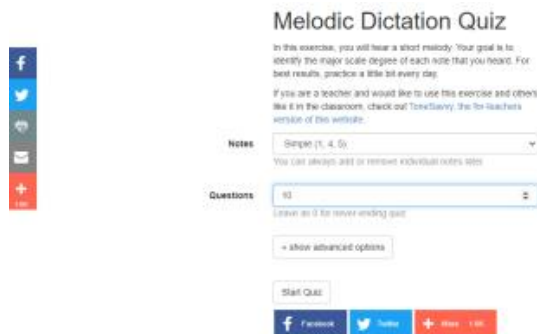 Melodic Dictation Quiz
In this exercise, you will hear a short melody. Your goal is to
identify the major scale degree of each note that you heard. For
best results, practice a little bit every day.
If you are a teacher and would like to use this exercise and others
like it in the classroom, check out ToneSavvy, the for-teachers
version of this website.
Notes
Simple (1, 4, 5)
You can always add or remove individual notes later
Questions
10
Leave as 0 for never-ending quiz
+ show advanced options
Start Quiz
Facebook
Twitter